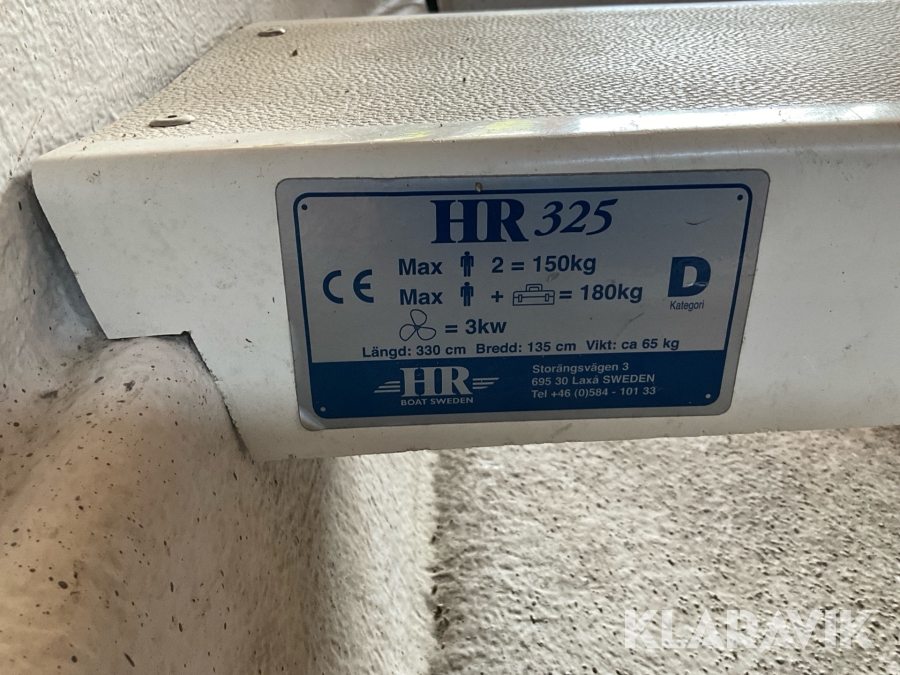 HR 325
CE Max 2 = 150kg
Max + = 180kg D
Kategori
= 3kw
Längd: 330 cm Bredd: 135 cm Vikt: ca 65 kg
HR
BOAT SWEDEN
Storängsvägen 3
695 30 Laxå SWEDEN
Tel +46 (0)584 - 101 33
KLARAVIK